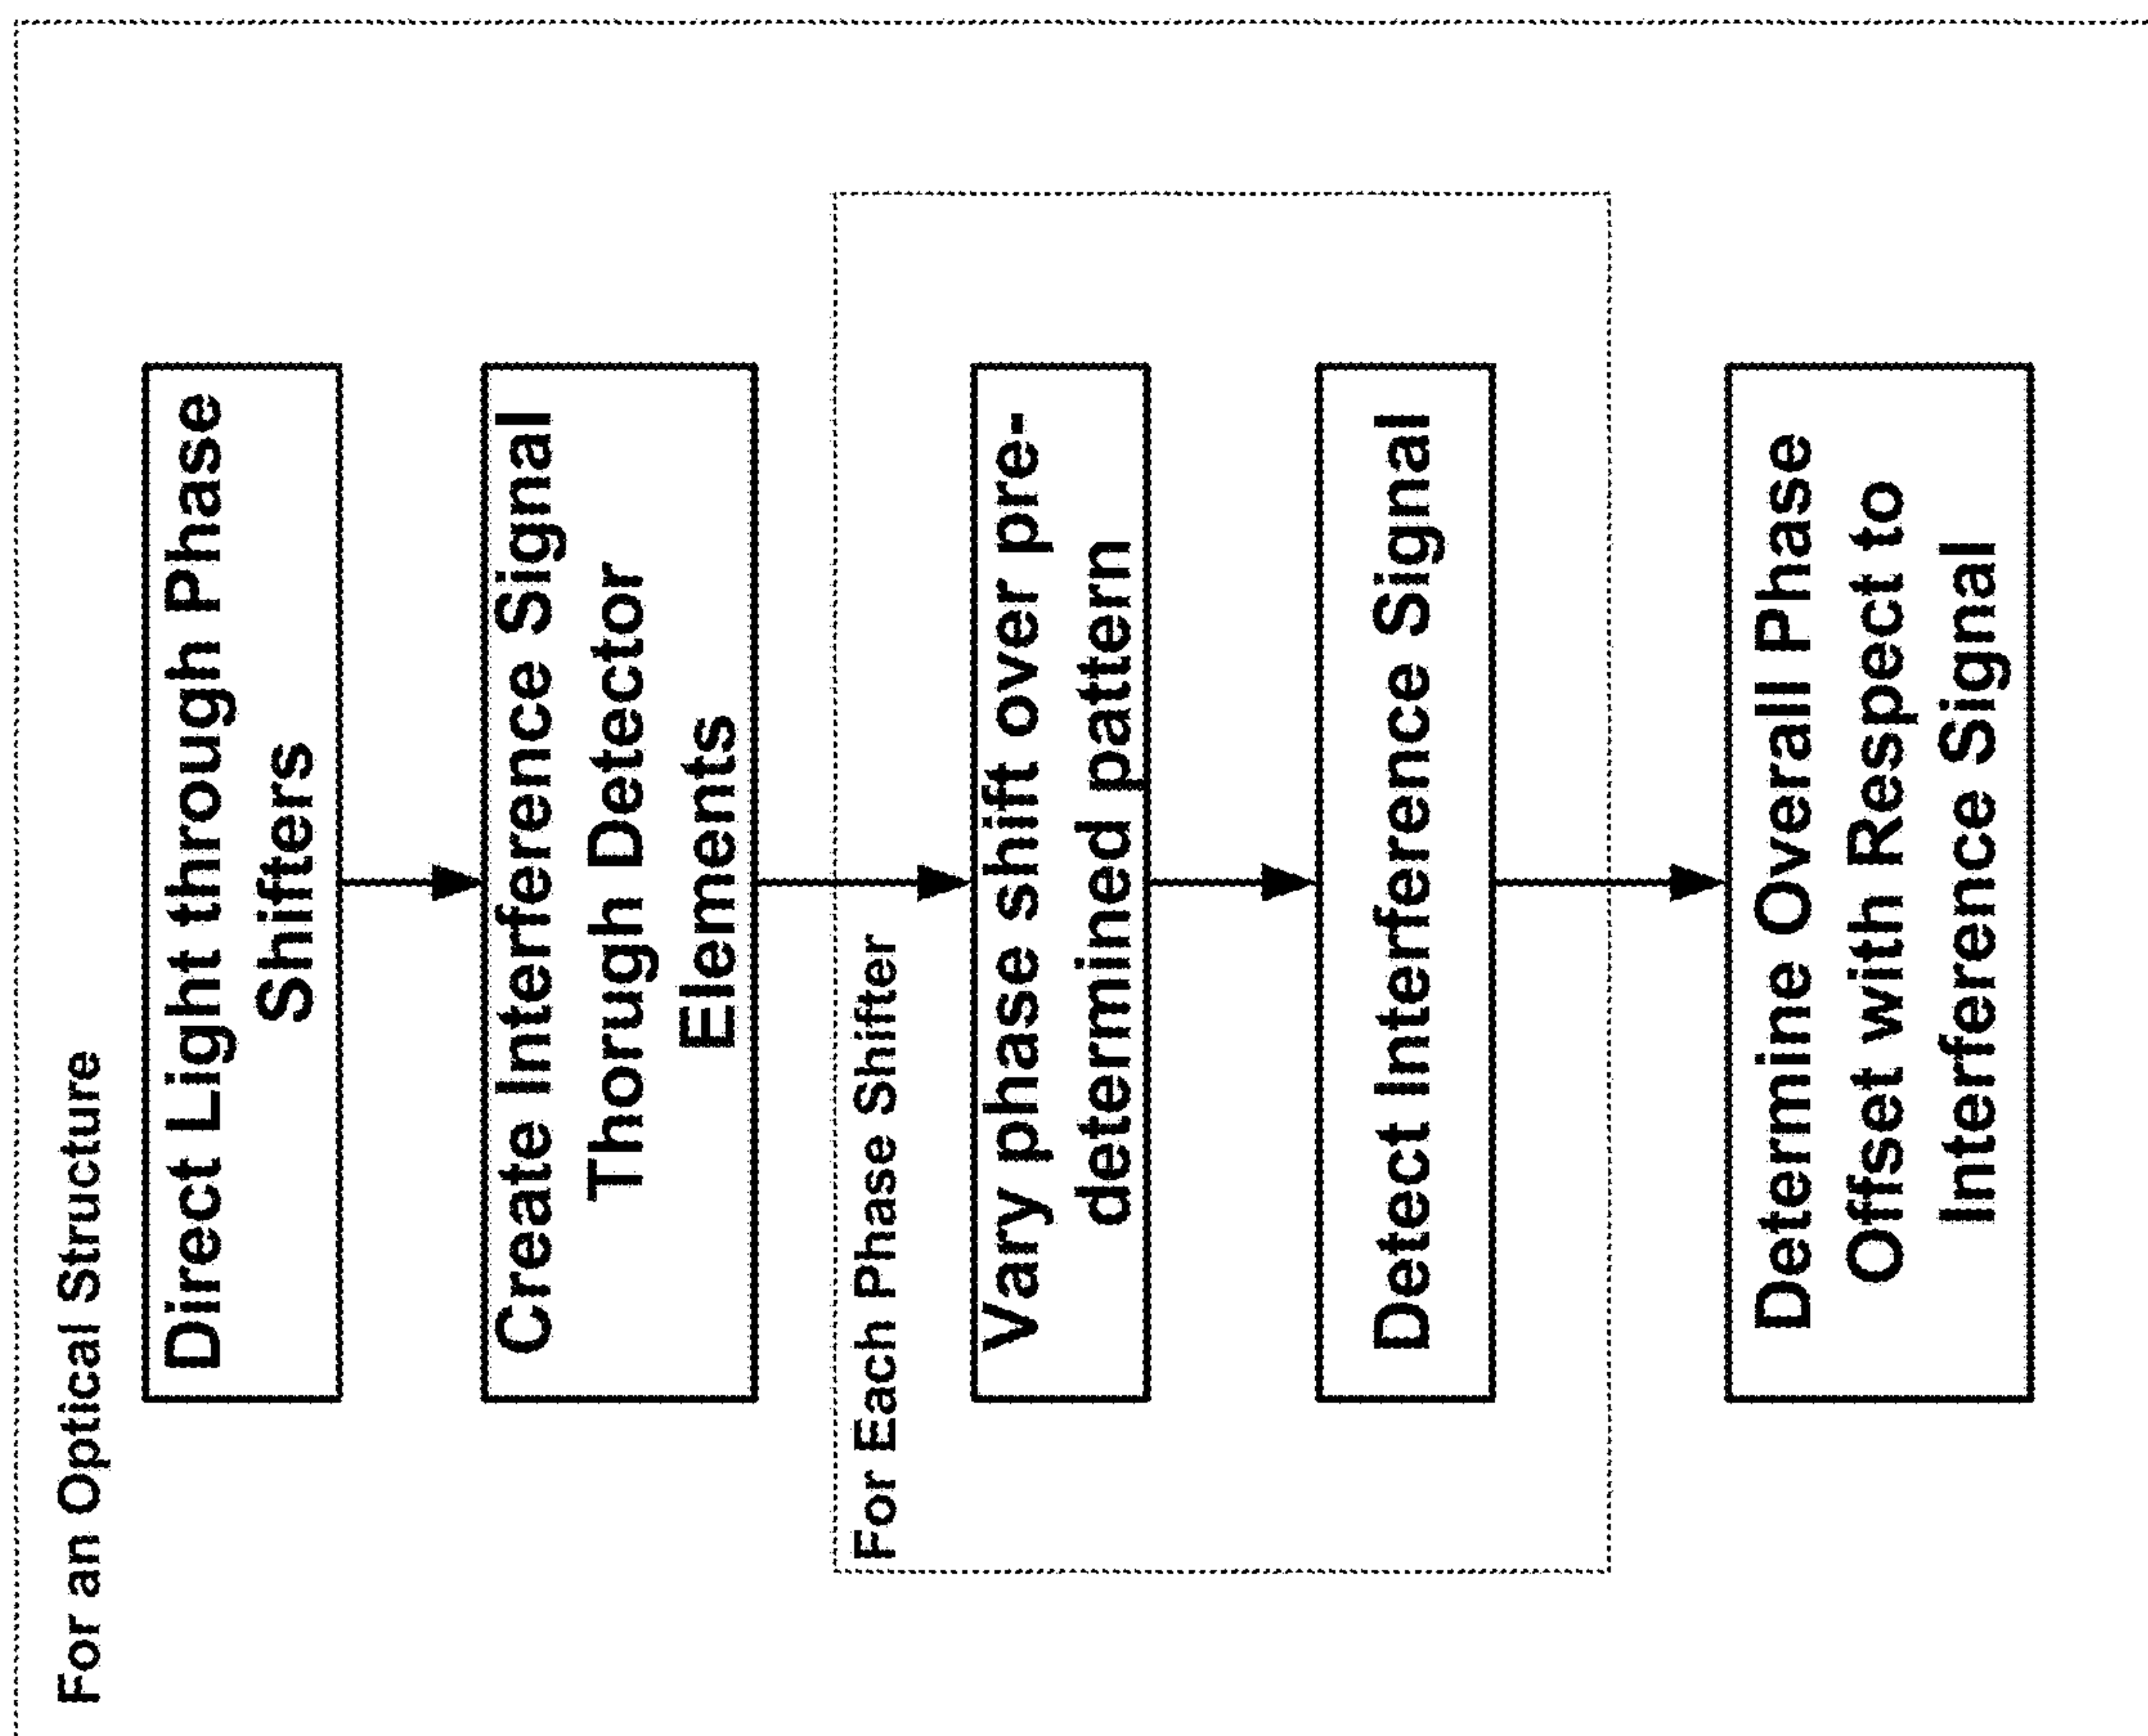 For an Optical Structure
Direct Light through Phase
Shifters
Create Interference Signal
Thorugh Detector
Elements
For Each Phase Shifter
Vary phase shift over pre-
determined pattern
Detect Interference Signal
Determine Overall Phase
Offset with Respect to
Interference Signal